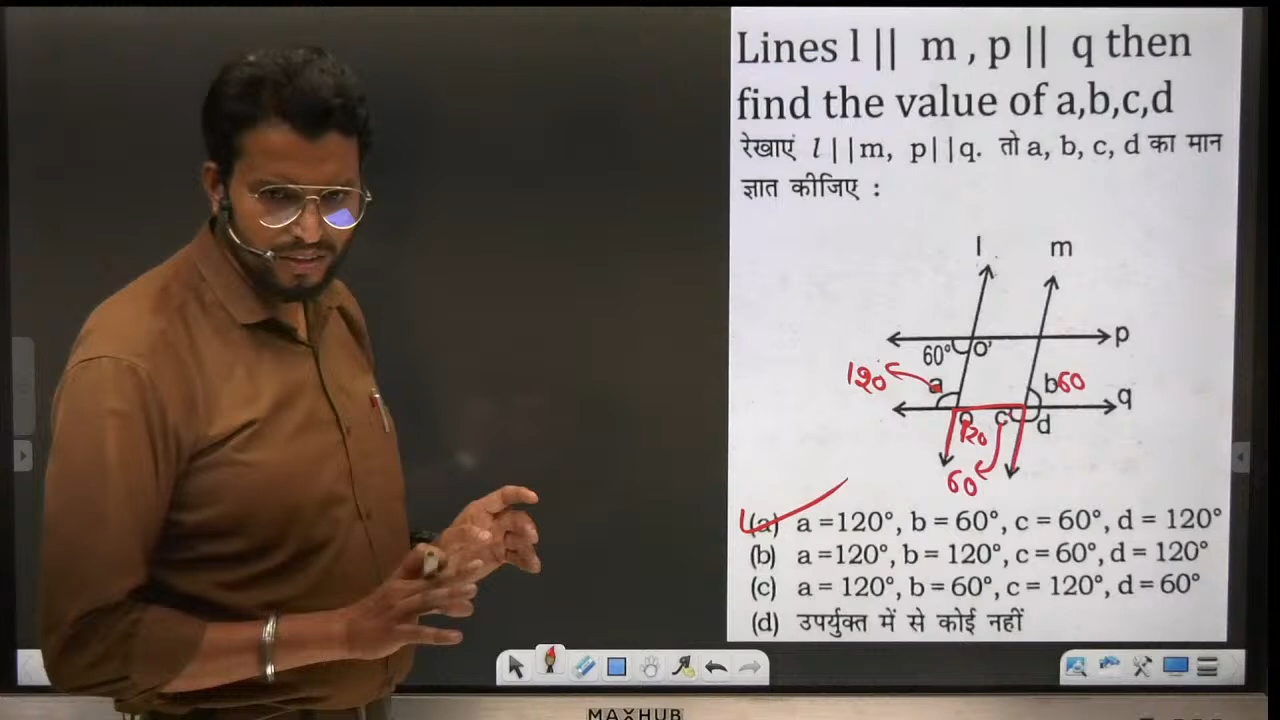 Lines l || m , p || q then
find the value of a,b,c,d
रेखाएं l||m, p||q. तो a, b, c, d का मान
ज्ञात कीजिए :
l m
p
60° O'
120 a b 60
q
O c d
120
60
(a) a =120°, b = 60°, c = 60°, d = 120°
(b) a =120°, b = 120°, c = 60°, d = 120°
(c) a = 120°, b = 60°, c = 120°, d = 60°
(d) उपर्युक्त में से कोई नहीं
MAXHUB